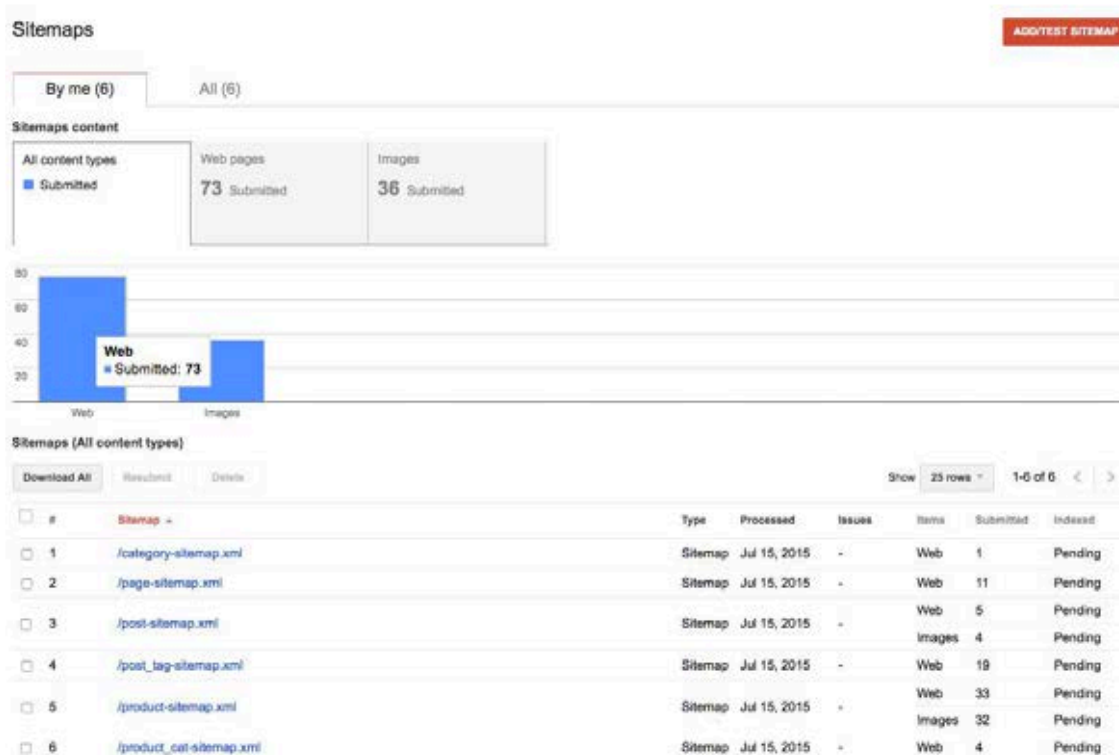 Sitemaps
ADD/TEST SITEMAP
By me (6) All (6)
Sitemaps content
All content types Web pages Images
Submitted 73 Submitted 36 Submitted
80
60
40
20
Web
Submitted: 73
Web Images
Sitemaps (All content types)
Download All Resubmit Delete Show 25 rows 1-6 of 6
# Sitemap Type Processed Issues Items Submitted Indexed
1 /category-sitemap.xml Sitemap Jul 15, 2015 - Web 1 Pending
2 /page-sitemap.xml Sitemap Jul 15, 2015 - Web 11 Pending
3 /post-sitemap.xml Sitemap Jul 15, 2015 - Web 5 Pending
Images 4 Pending
4 /post_tag-sitemap.xml Sitemap Jul 15, 2015 - Web 19 Pending
5 /product-sitemap.xml Sitemap Jul 15, 2015 - Web 33 Pending
Images 32 Pending
6 /product_cat-sitemap.xml Sitemap Jul 15, 2015 - Web 4 Pending